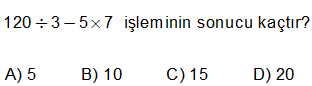 120 ÷ 3 – 5 × 7 işleminin sonucu kaçtır?
A) 5 B) 10 C) 15 D) 20